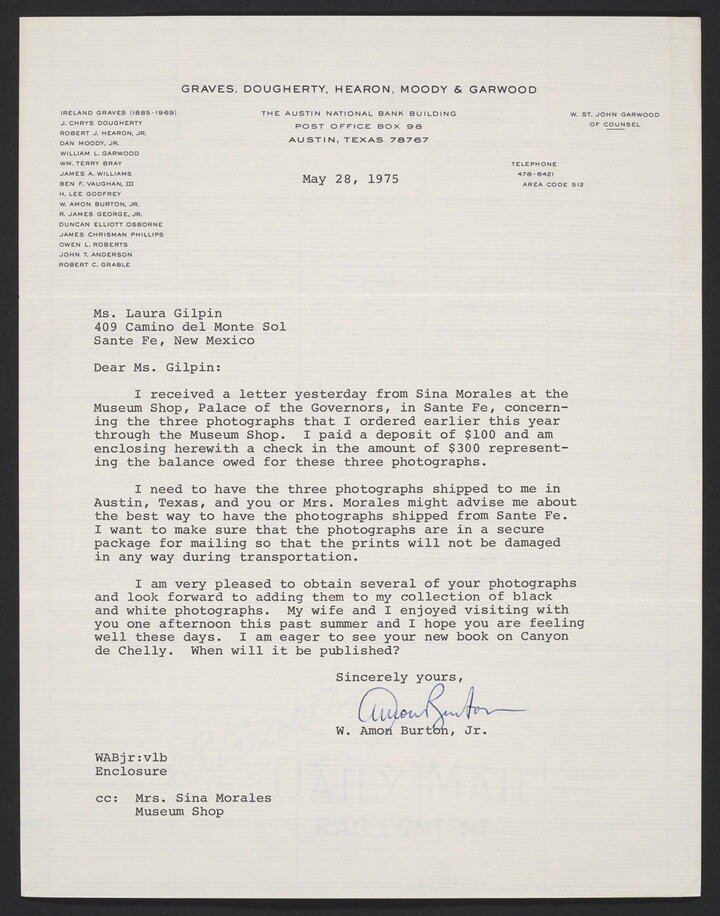 GRAVES, DOUGHERTY, HEARON, MOODY & GARWOOD
IRELAND GRAVES (1885-1969)
J. CHRYS DOUGHERTY
ROBERT J. HEARON, JR.
DAN MOODY, JR.
WILLIAM L. GARWOOD
WM. TERRY BRAY
JAMES A. WILLIAMS
BEN F. VAUGHAN, III
H. LEE GODFREY
W. AMON BURTON, JR.
R. JAMES GEORGE, JR.
DUNCAN ELLIOTT OSBORNE
JAMES CHRISMAN PHILLIPS
OWEN L. ROBERTS
JOHN T. ANDERSON
ROBERT C. GRABLE
THE AUSTIN NATIONAL BANK BUILDING
POST OFFICE BOX 98
AUSTIN, TEXAS 78767
W. ST. JOHN GARWOOD
OF COUNSEL
TELEPHONE
478-6421
AREA CODE 512
May 28, 1975
Ms. Laura Gilpin
409 Camino del Monte Sol
Sante Fe, New Mexico
Dear Ms. Gilpin:
I received a letter yesterday from Sina Morales at the
Museum Shop, Palace of the Governors, in Sante Fe, concern-
ing the three photographs that I ordered earlier this year
through the Museum Shop. I paid a deposit of $100 and am
enclosing herewith a check in the amount of $300 represent-
ing the balance owed for these three photographs.
I need to have the three photographs shipped to me in
Austin, Texas, and you or Mrs. Morales might advise me about
the best way to have the photographs shipped from Sante Fe.
I want to make sure that the photographs are in a secure
package for mailing so that the prints will not be damaged
in any way during transportation.
I am very pleased to obtain several of your photographs
and look forward to adding them to my collection of black
and white photographs. My wife and I enjoyed visiting with
you one afternoon this past summer and I hope you are feeling
well these days. I am eager to see your new book on Canyon
de Chelly. When will it be published?
Sincerely yours,
Amon Burton
W. Amon Burton, Jr.
WABjr:vlb
Enclosure
cc: Mrs. Sina Morales
Museum Shop